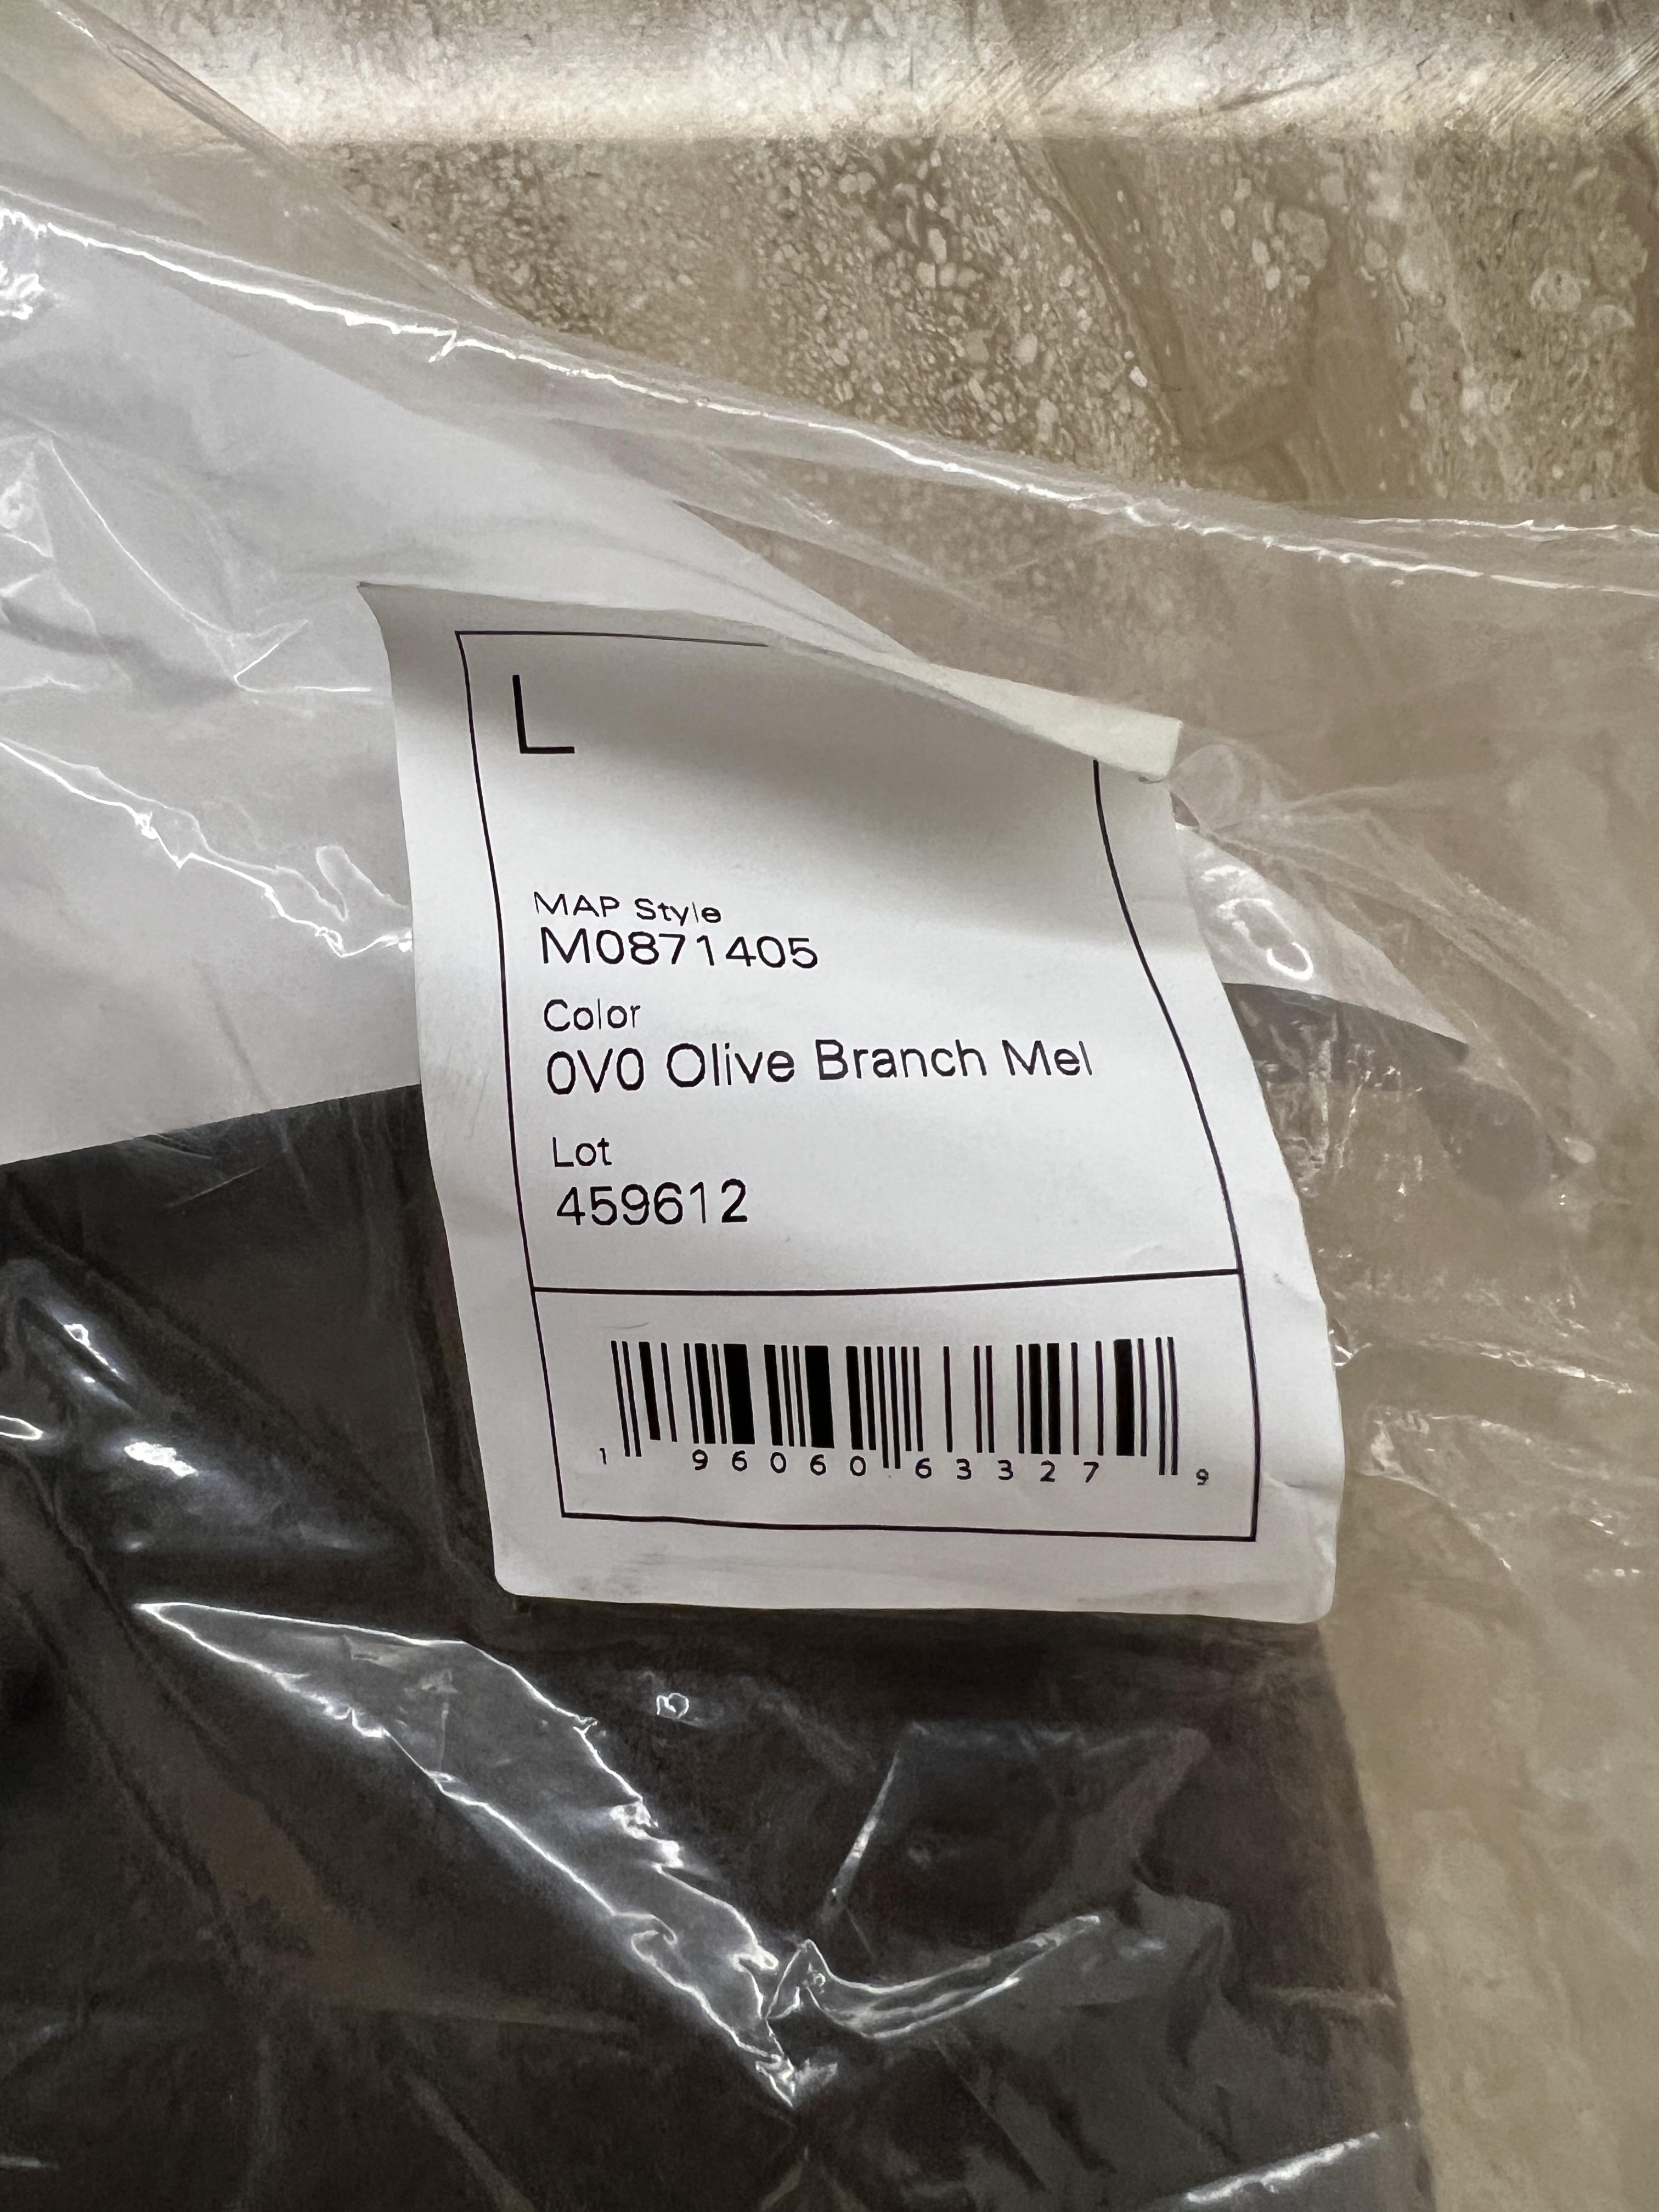 L
MAP Style
M0871405
Color
0V0 Olive Branch Mel
Lot
459612
1 96060 63327 9